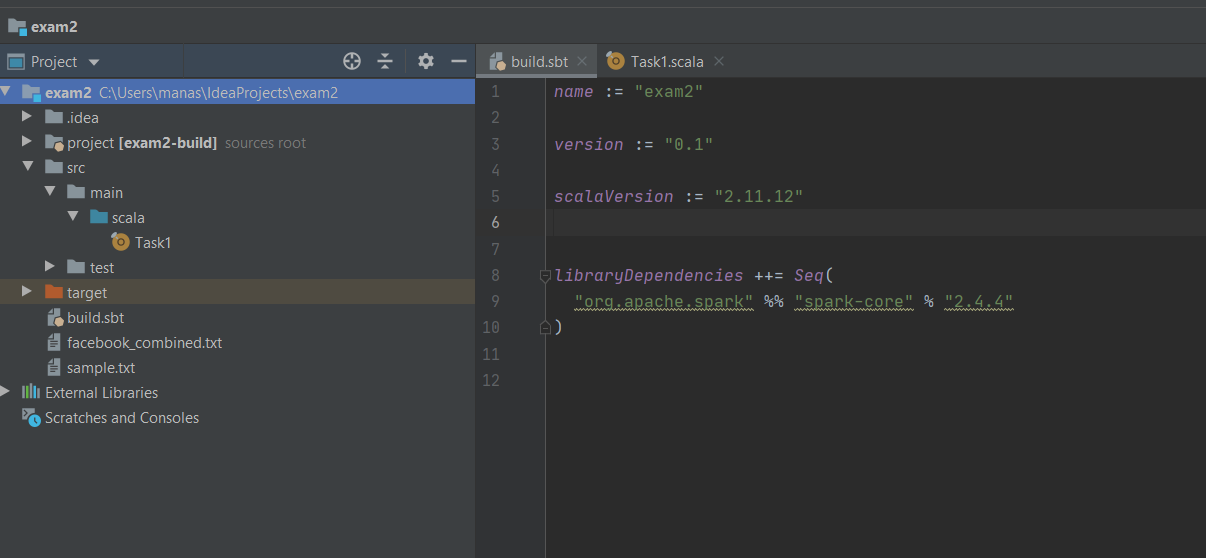 exam2
Project
exam2 C:\Users\manas\IdeaProjects\exam2
.idea
project [exam2-build] sources root
src
main
scala
Task1
test
target
build.sbt
facebook_combined.txt
sample.txt
External Libraries
Scratches and Consoles
build.sbt
Task1.scala
1 name := "exam2"
2
3 version := "0.1"
4
5 scalaVersion := "2.11.12"
6
7
8 libraryDependencies ++= Seq(
9 "org.apache.spark" %% "spark-core" % "2.4.4"
10 )
11
12